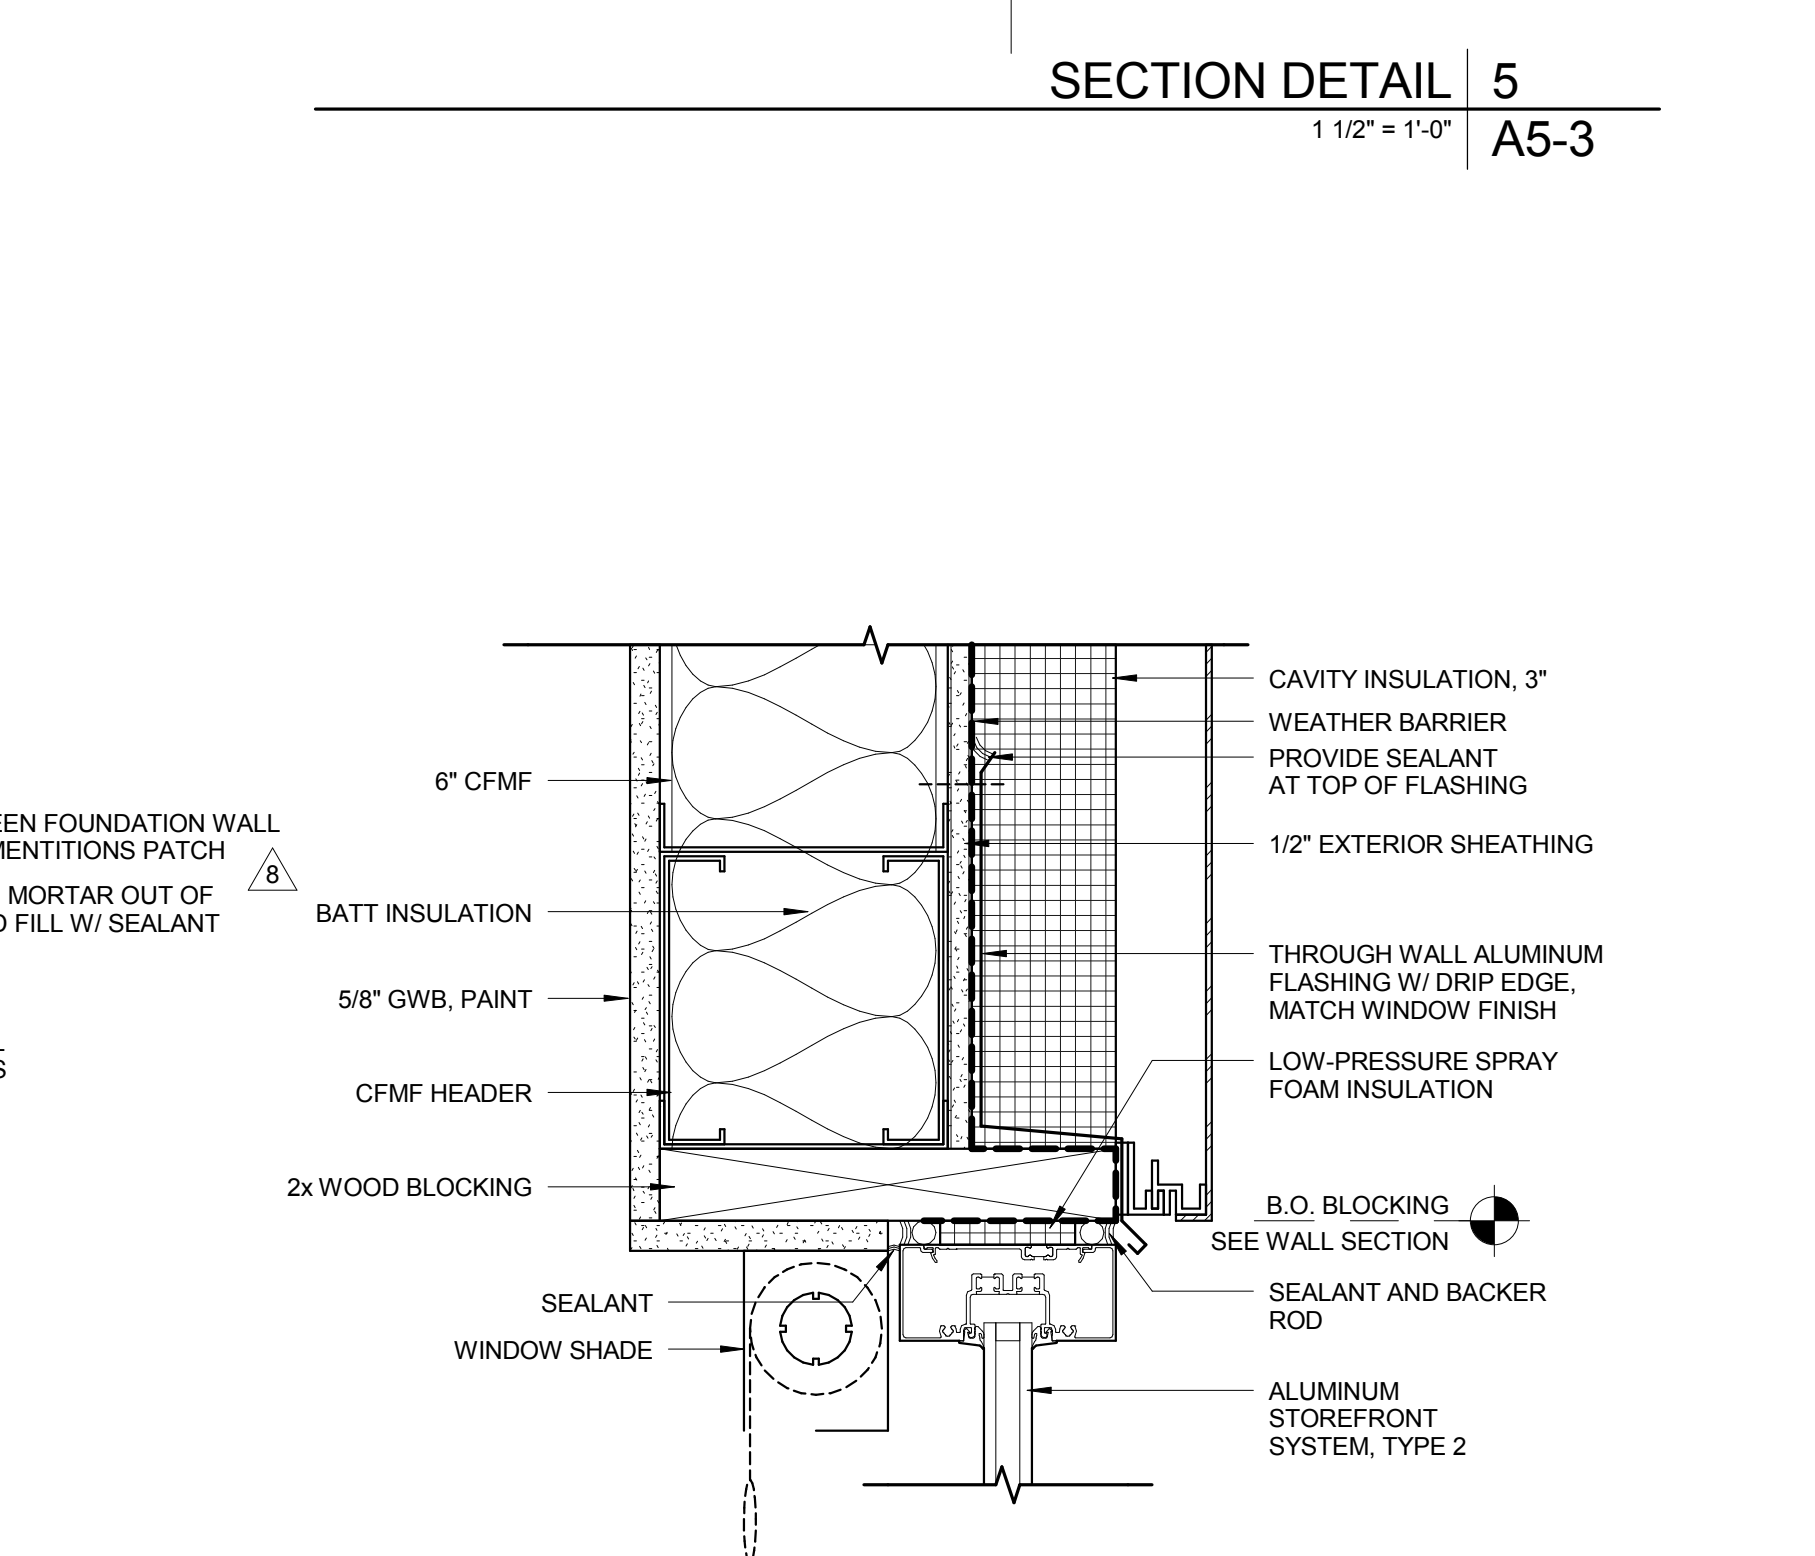 SECTION DETAIL 5
1 1/2" = 1'-0" A5-3
CAVITY INSULATION, 3"
WEATHER BARRIER
PROVIDE SEALANT
AT TOP OF FLASHING
6" CFMF
FOUNDATION WALL
PATCH
8
MORTAR OUT OF
FILL W/ SEALANT
1/2" EXTERIOR SHEATHING
BATT INSULATION
THROUGH WALL ALUMINUM
FLASHING W/ DRIP EDGE,
MATCH WINDOW FINISH
5/8" GWB, PAINT
LOW-PRESSURE SPRAY
FOAM INSULATION
CFMF HEADER
2x WOOD BLOCKING
B.O. BLOCKING
SEE WALL SECTION
SEALANT
WINDOW SHADE
SEALANT AND BACKER
ROD
ALUMINUM
STOREFRONT
SYSTEM, TYPE 2